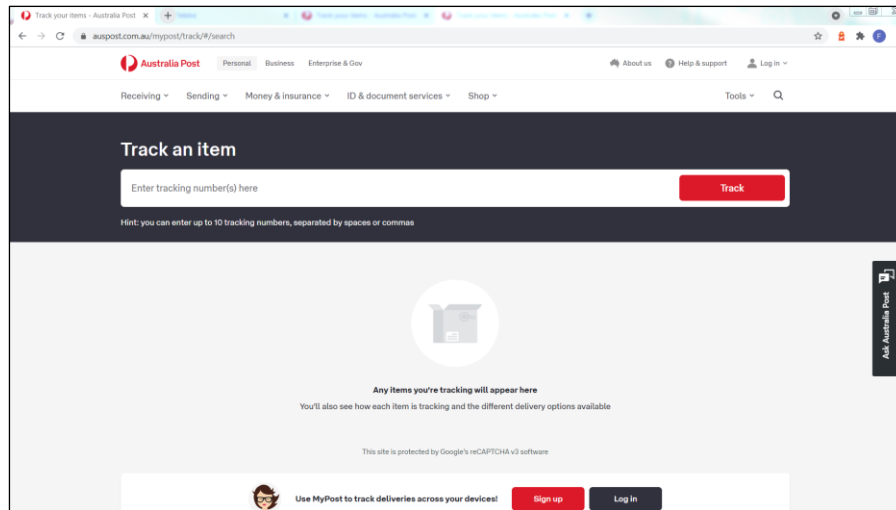 Track your items - Australia Post
auspost.com.au/mypost/track/#/search
F
Australia Post Personal Business Enterprise & Gov About us Help & support Log in
Receiving Sending Money & insurance ID & document services Shop Tools
Track an item
Enter tracking number(s) here Track
Hint: you can enter up to 10 tracking numbers, separated by spaces or commas
Ask Australia Post
Any items you're tracking will appear here
You'll also see how each item is tracking and the different delivery options available
This site is protected by Google's reCAPTCHA v3 software
Use MyPost to track deliveries across your devices! Sign up Log in